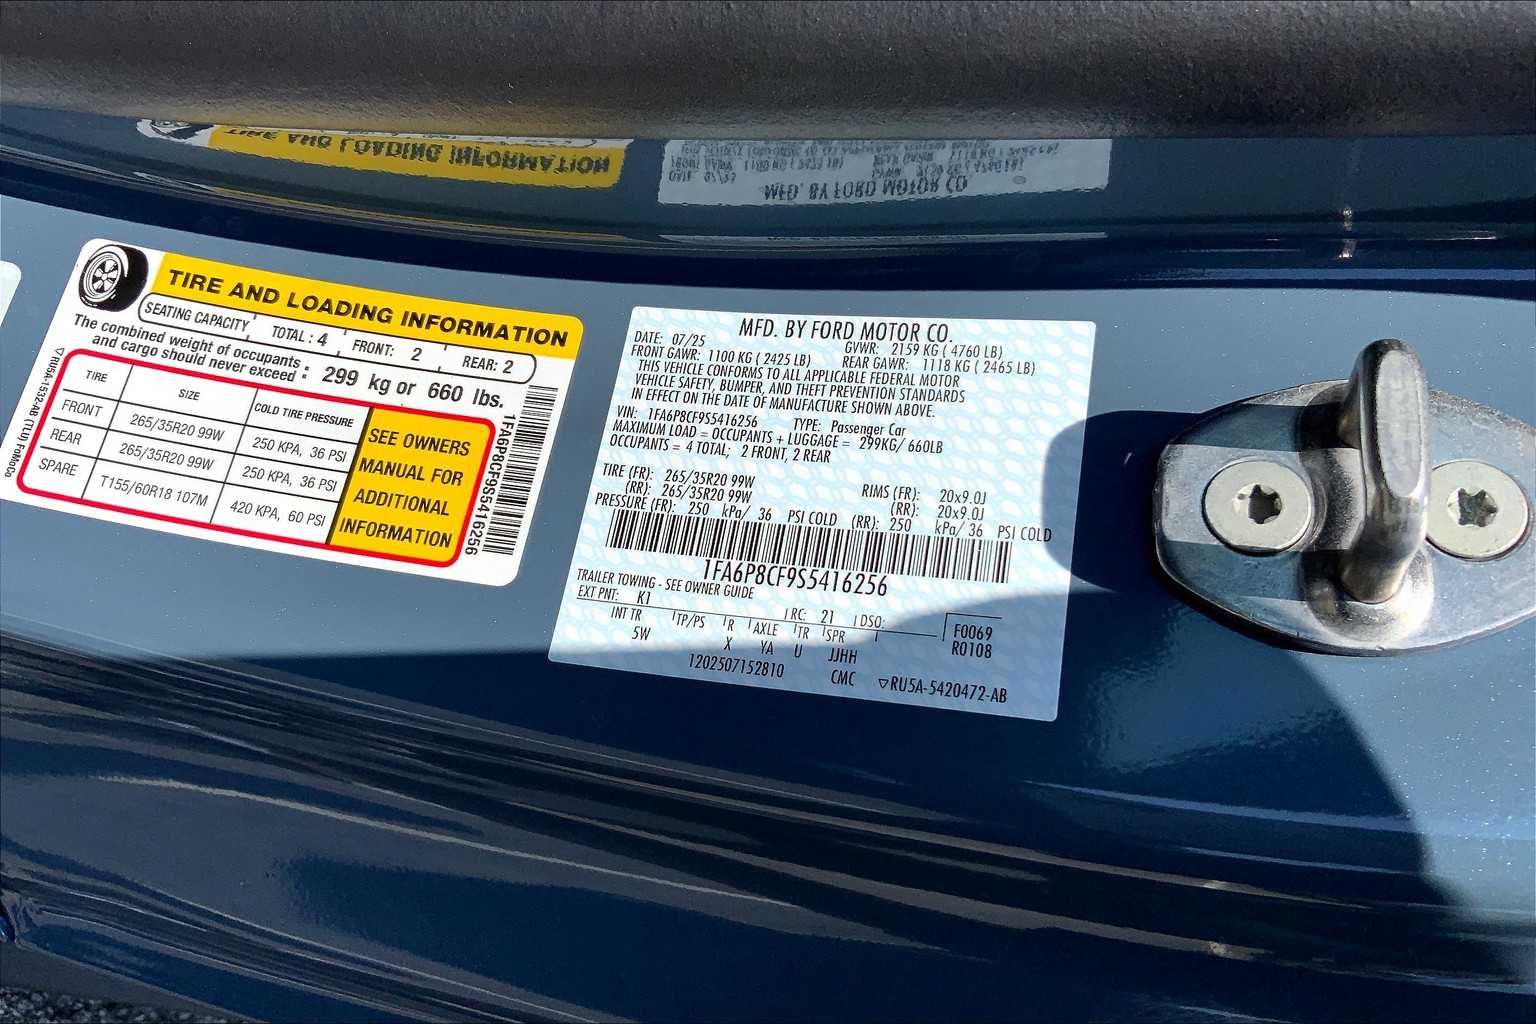 TIRE AND LOADING INFORMATION
SEATING CAPACITY TOTAL : 4 FRONT: 2 REAR: 2
The combined weight of occupants and cargo should never exceed : 299 kg or 660 lbs.
TIRE SIZE COLD TIRE PRESSURE
FRONT 265/35R20 99W 250 KPA, 36 PSI
REAR 265/35R20 99W 250 KPA, 36 PSI
SPARE T155/60R18 107M 420 KPA, 60 PSI
SEE OWNERS
MANUAL FOR
ADDITIONAL
INFORMATION
▽RU5A-1532-AB (TLU) FoMoCo
1FA6P8CF9S5416256
MFD. BY FORD MOTOR CO.
DATE: 07/25 GVWR: 2159 KG ( 4760 LB)
FRONT GAWR: 1100 KG ( 2425 LB) REAR GAWR: 1118 KG ( 2465 LB)
THIS VEHICLE CONFORMS TO ALL APPLICABLE FEDERAL MOTOR
VEHICLE SAFETY, BUMPER, AND THEFT PREVENTION STANDARDS
IN EFFECT ON THE DATE OF MANUFACTURE SHOWN ABOVE.
VIN: 1FA6P8CF9S5416256 TYPE: Passenger Car
MAXIMUM LOAD = OCCUPANTS + LUGGAGE = 299KG/ 660LB
OCCUPANTS = 4 TOTAL; 2 FRONT, 2 REAR
TIRE (FR): 265/35R20 99W RIMS (FR): 20x9.0J
(RR): 265/35R20 99W (RR): 20x9.0J
PRESSURE (FR): 250 kPa/ 36 PSI COLD (RR): 250 kPa/ 36 PSI COLD
1FA6P8CF9S5416256
TRAILER TOWING - SEE OWNER GUIDE
EXT PNT: K1 RC: 21 DSO: F0069
INT TR TP/PS R AXLE TR SPR R0108
5W X YA U JJHH
1202507152810 CMC ▽RU5A-5420472-AB